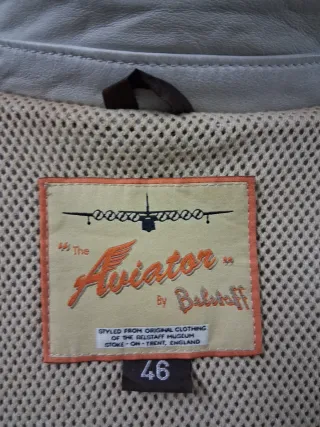 "The
Aviator"
By Belstaff
STYLED FROM ORIGINAL CLOTHING
OF THE BELSTAFF MUSEUM
STOKE - ON - TRENT, ENGLAND
46